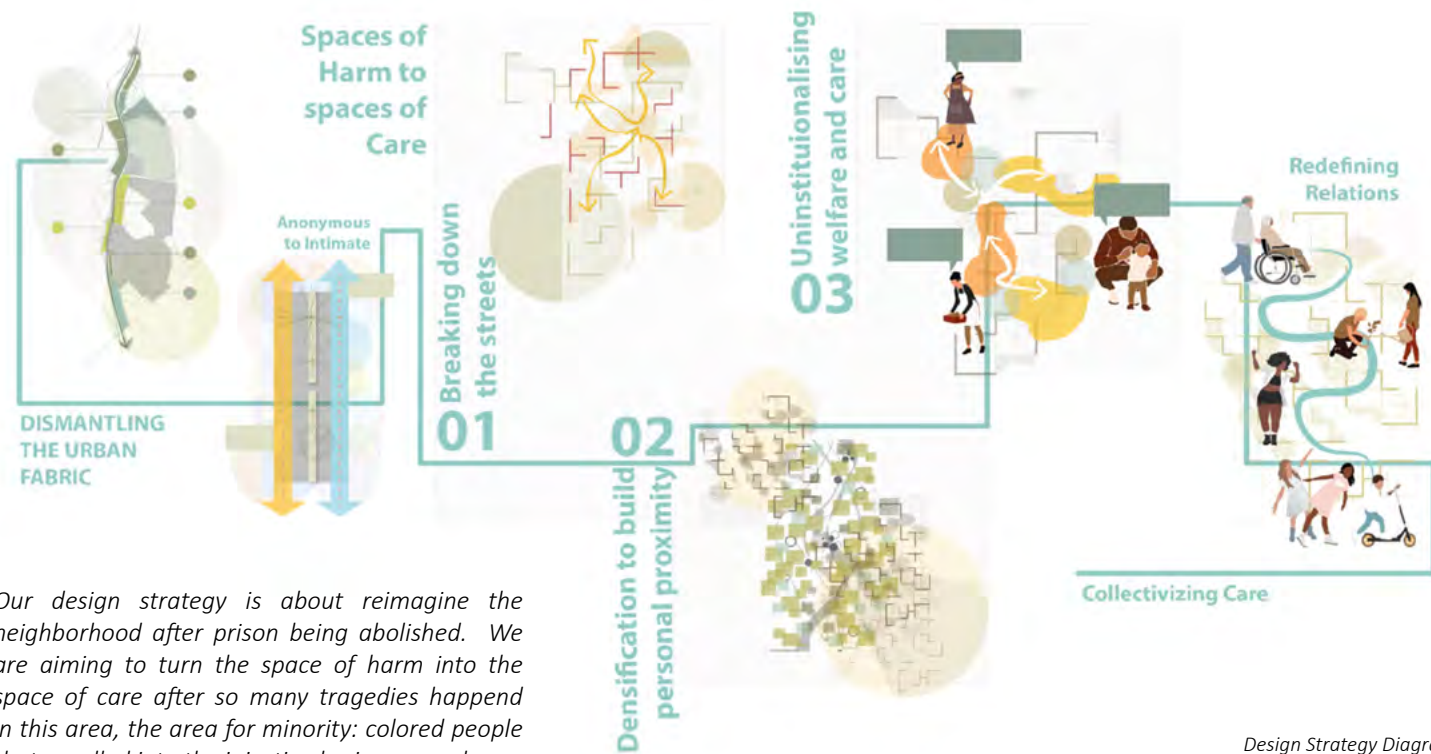 Spaces of
Harm to
spaces of
Care
Anonymous
to Intimate
DISMANTLING
THE URBAN
FABRIC
01
Breaking down
the streets
02
Densification to build
personal proximity
03
Uninstituionalising
welfare and care
Redefining
Relations
Collectivizing Care
Our design strategy is about reimagine the
neighborhood after prison being abolished. We
are aiming to turn the space of harm into the
space of care after so many tragedies happend
in this area, the area for minority: colored people
Design Strategy Diagra